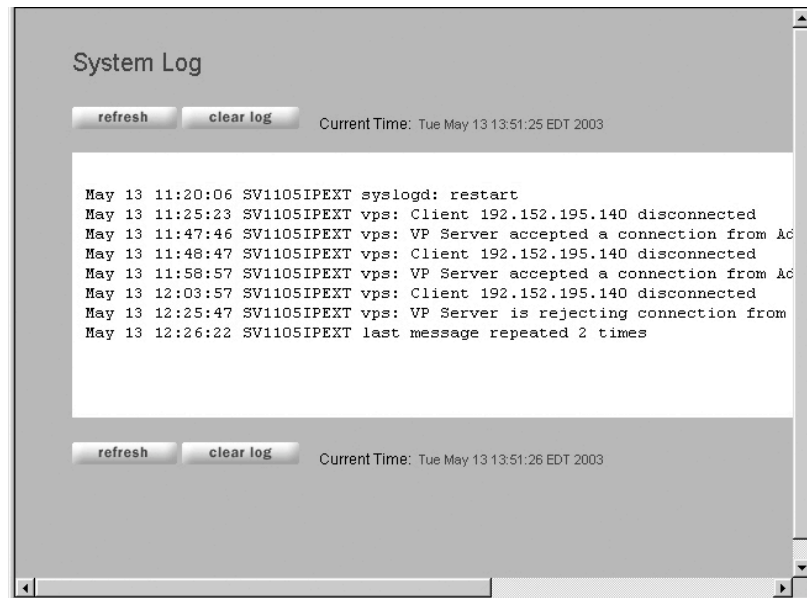 System Log
refresh clear log Current Time: Tue May 13 13:51:25 EDT 2003
May 13 11:20:06 SV1105IPEXT syslogd: restart
May 13 11:25:23 SV1105IPEXT vps: Client 192.152.195.140 disconnected
May 13 11:47:46 SV1105IPEXT vps: VP Server accepted a connection from Ad
May 13 11:48:47 SV1105IPEXT vps: Client 192.152.195.140 disconnected
May 13 11:58:57 SV1105IPEXT vps: VP Server accepted a connection from Ad
May 13 12:03:57 SV1105IPEXT vps: Client 192.152.195.140 disconnected
May 13 12:25:47 SV1105IPEXT vps: VP Server is rejecting connection from
May 13 12:26:22 SV1105IPEXT last message repeated 2 times
refresh clear log Current Time: Tue May 13 13:51:26 EDT 2003